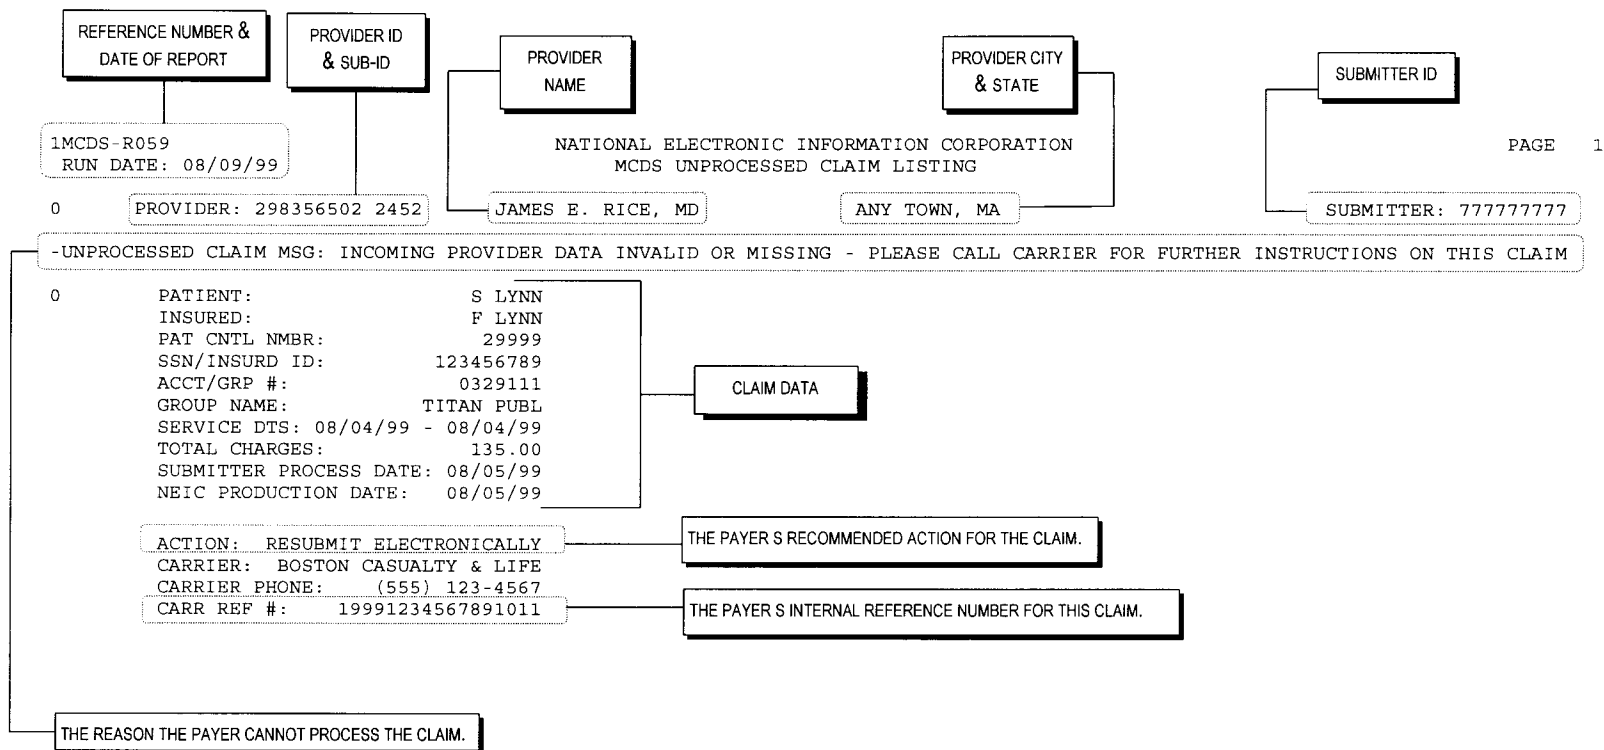 REFERENCE NUMBER &
DATE OF REPORT
PROVIDER ID
& SUB-ID
PROVIDER
NAME
PROVIDER CITY
& STATE
SUBMITTER ID
1MCDS-R059
RUN DATE: 08/09/99
NATIONAL ELECTRONIC INFORMATION CORPORATION
MCDS UNPROCESSED CLAIM LISTING
PAGE 1
0 PROVIDER: 298356502 2452 JAMES E. RICE, MD ANY TOWN, MA SUBMITTER: 777777777
-UNPROCESSED CLAIM MSG: INCOMING PROVIDER DATA INVALID OR MISSING - PLEASE CALL CARRIER FOR FURTHER INSTRUCTIONS ON THIS CLAIM
0 PATIENT: S LYNN
INSURED: F LYNN
PAT CNTL NMBR: 29999
SSN/INSURD ID: 123456789
ACCT/GRP #: 0329111
GROUP NAME: TITAN PUBL
SERVICE DTS: 08/04/99 - 08/04/99
TOTAL CHARGES: 135.00
SUBMITTER PROCESS DATE: 08/05/99
NEIC PRODUCTION DATE: 08/05/99
CLAIM DATA
ACTION: RESUBMIT ELECTRONICALLY
THE PAYER S RECOMMENDED ACTION FOR THE CLAIM.
CARRIER: BOSTON CASUALTY & LIFE
CARRIER PHONE: (555) 123-4567
CARR REF #: 19991234567891011
THE PAYER S INTERNAL REFERENCE NUMBER FOR THIS CLAIM.
THE REASON THE PAYER CANNOT PROCESS THE CLAIM.